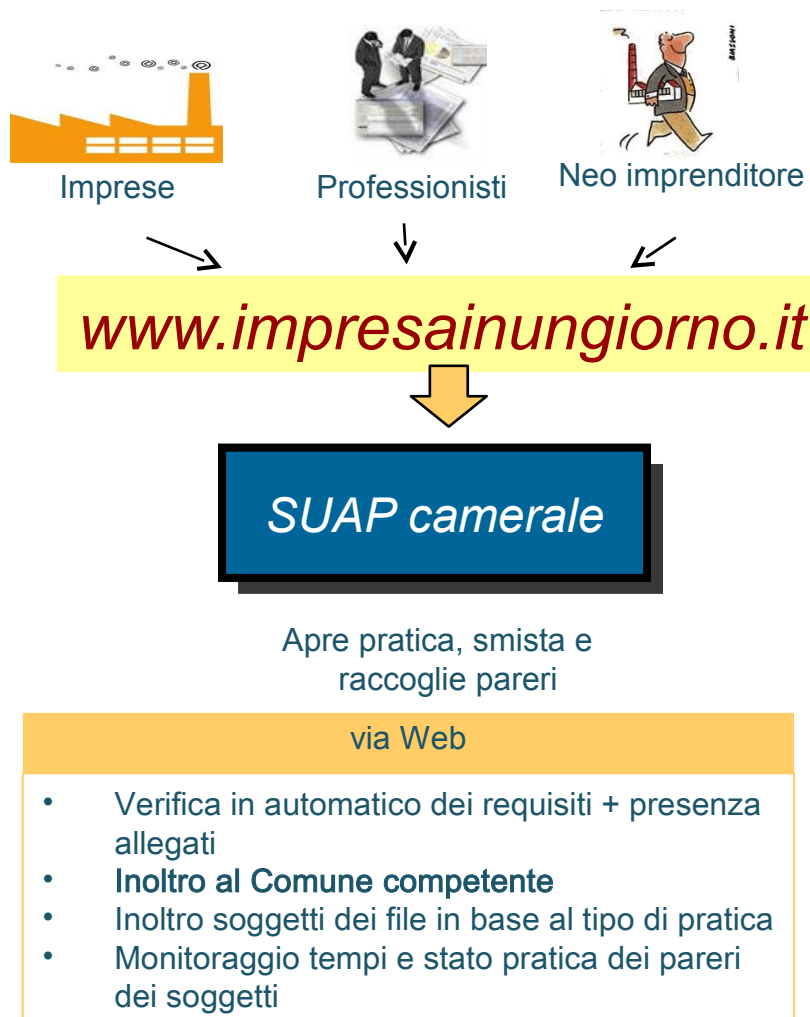 Imprese
Professionisti
Neo imprenditore
BIASSONI
www.impresainungiorno.it
SUAP camerale
Apre pratica, smista e
raccoglie pareri
via Web
• Verifica in automatico dei requisiti + presenza
allegati
• Inoltro al Comune competente
• Inoltro soggetti dei file in base al tipo di pratica
• Monitoraggio tempi e stato pratica dei pareri
dei soggetti